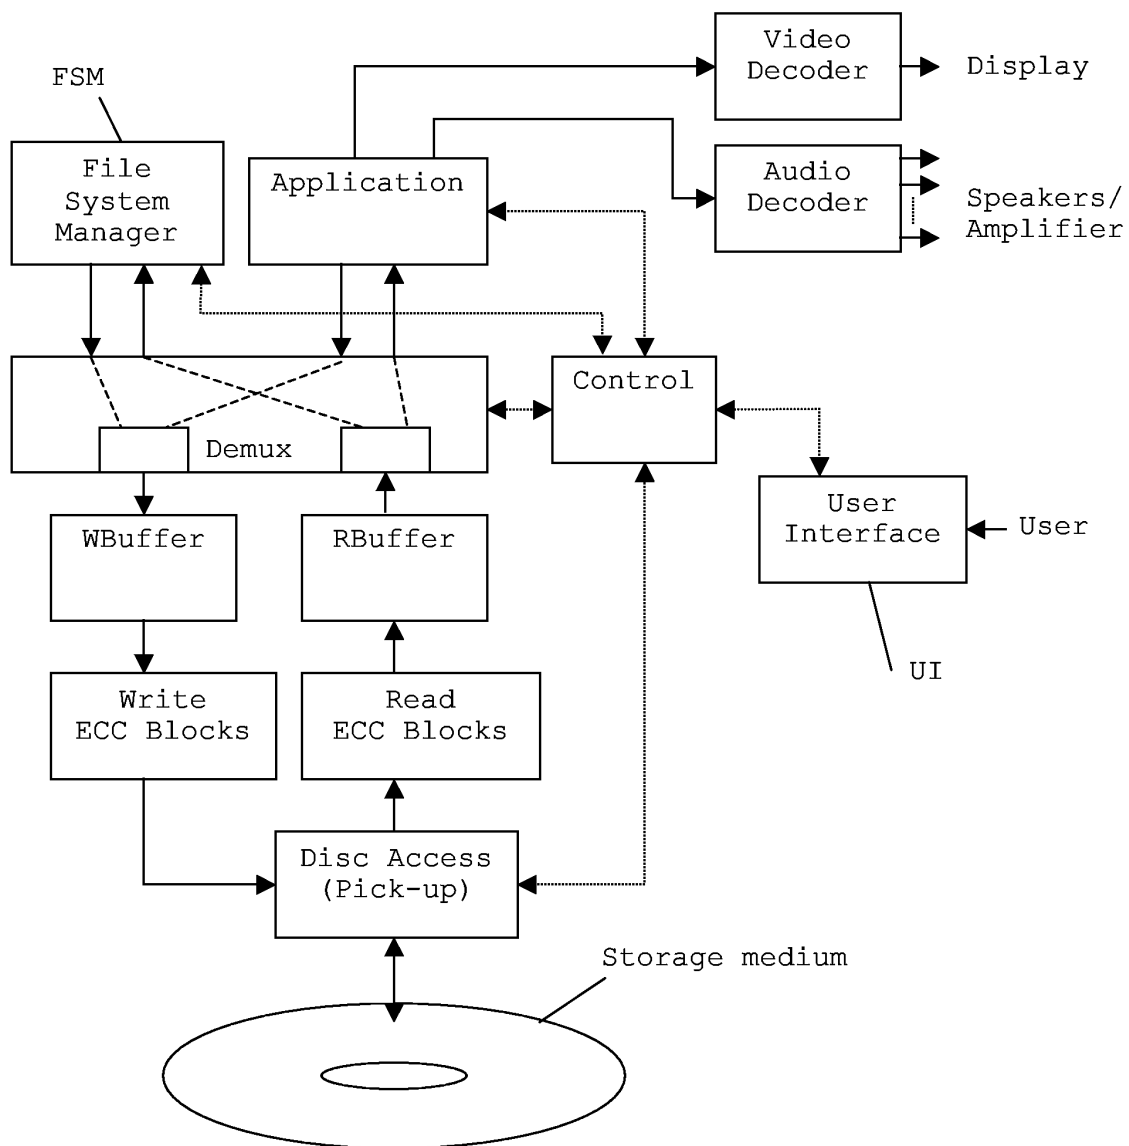 Video
Decoder
Display
FSM
File
System
Manager
Application
Audio
Decoder
Speakers/
Amplifier
Control
Demux
User
Interface
User
WBuffer
RBuffer
UI
Write
ECC Blocks
Read
ECC Blocks
Disc Access
(Pick-up)
Storage medium